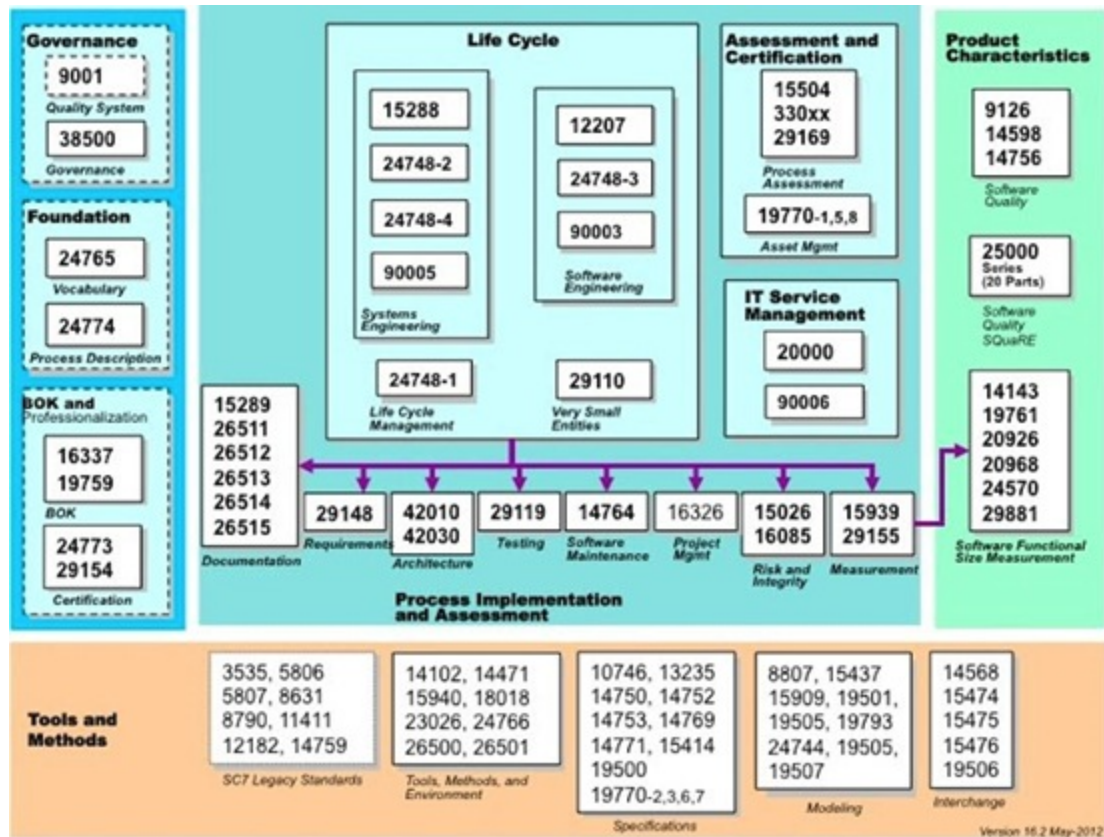 Governance
9001
Quality System
38500
Governance
Foundation
24765
Vocabulary
24774
Process Description
BOK and
Professionalization
16337
19759
BOK
24773
29154
Certification
Life Cycle
15288
24748-2
24748-4
90005
Systems
Engineering
12207
24748-3
90003
Software
Engineering
24748-1
Life Cycle
Management
29110
Very Small
Entities
Assessment and
Certification
15504
330xx
29169
Process
Assessment
19770-1,5,8
Asset Mgmt
IT Service
Management
20000
90006
15289
26511
26512
26513
26514
26515
Documentation
29148
Requirements
42010
42030
Architecture
29119
Testing
14764
Software
Maintenance
16326
Project
Mgmt
15026
16085
Risk and
Integrity
15939
29155
Measurement
Process Implementation
and Assessment
Product
Characteristics
9126
14598
14756
Software
Quality
25000
Series
(20 Parts)
Software
Quality
SQuaRE
14143
19761
20926
20968
24570
29881
Software Functional
Size Measurement
Tools and
Methods
3535, 5806
5807, 8631
8790, 11411
12182, 14759
SC7 Legacy Standards
14102, 14471
15940, 18018
23026, 24766
26500, 26501
Tools, Methods, and
Environment
10746, 13235
14750, 14752
14753, 14769
14771, 15414
19500
19770-2,3,6,7
Specifications
8807, 15437
15909, 19501,
19505, 19793
24744, 19505,
19507
Modeling
14568
15474
15475
15476
19506
Interchange
Version 16.2 May-2012